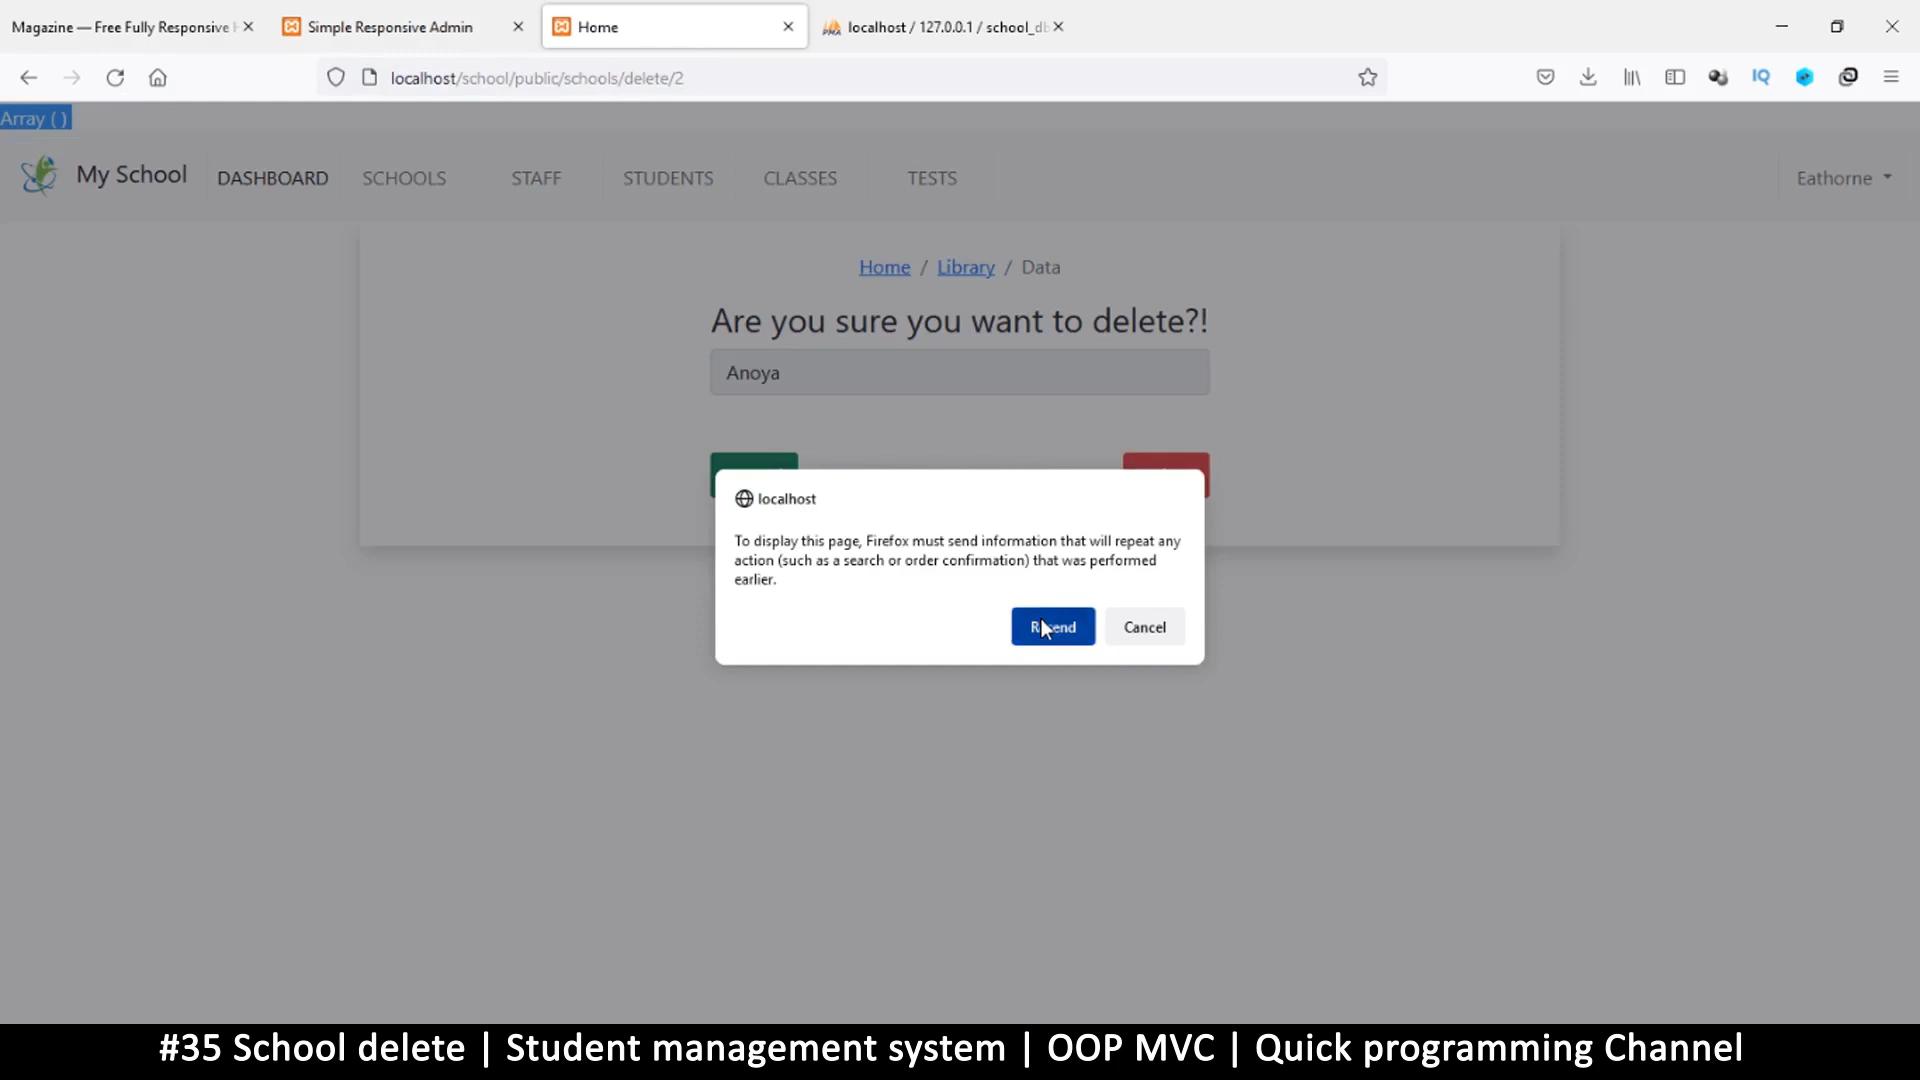 Magazine — Free Fully Responsive
Simple Responsive Admin
Home
localhost / 127.0.0.1 / school_db
localhost/school/public/schools/delete/2
IQ
Array ( )
My School
DASHBOARD
SCHOOLS
STAFF
STUDENTS
CLASSES
TESTS
Eathorne
Home / Library / Data
Are you sure you want to delete?!
Anoya
localhost
To display this page, Firefox must send information that will repeat any
action (such as a search or order confirmation) that was performed
earlier.
Resend
Cancel
#35 School delete | Student management system | OOP MVC | Quick programming Channel